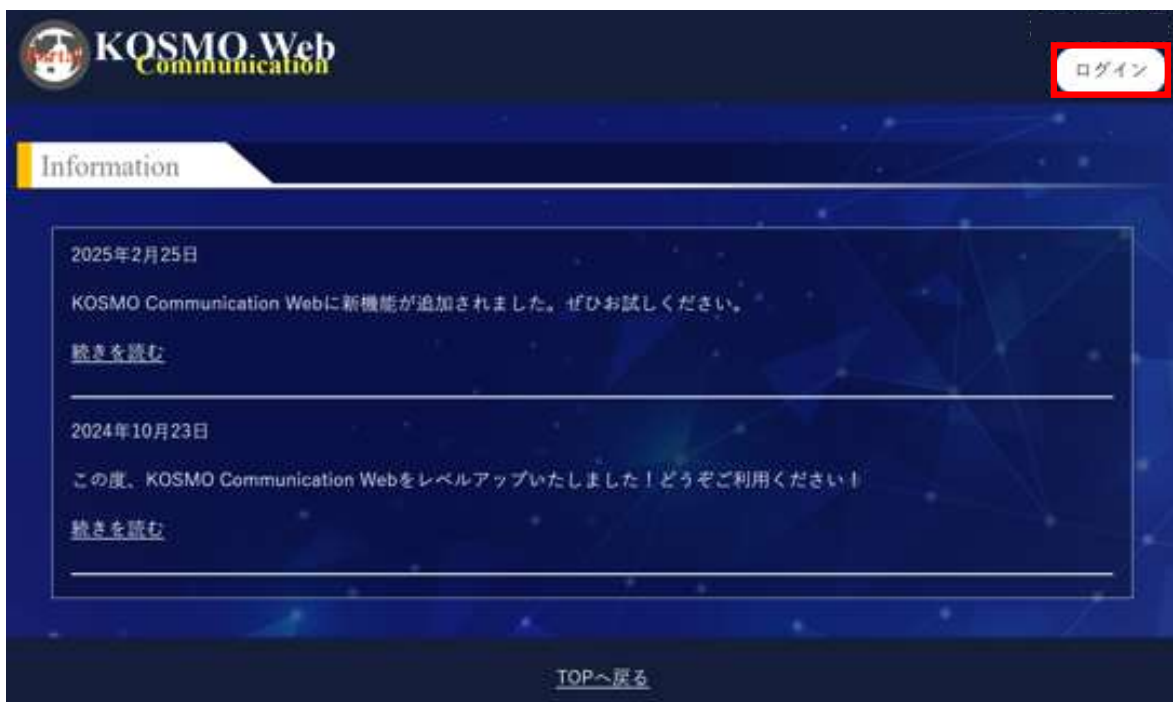 Portal
KOSMO.Web
Communication
ログイン
Information
2025年2月25日
KOSMO Communication Webに新機能が追加されました。ぜひお試しください。
続きを読む
2024年10月23日
この度、KOSMO Communication Webをレベルアップいたしました！どうぞご利用ください！
続きを読む
TOPへ戻る